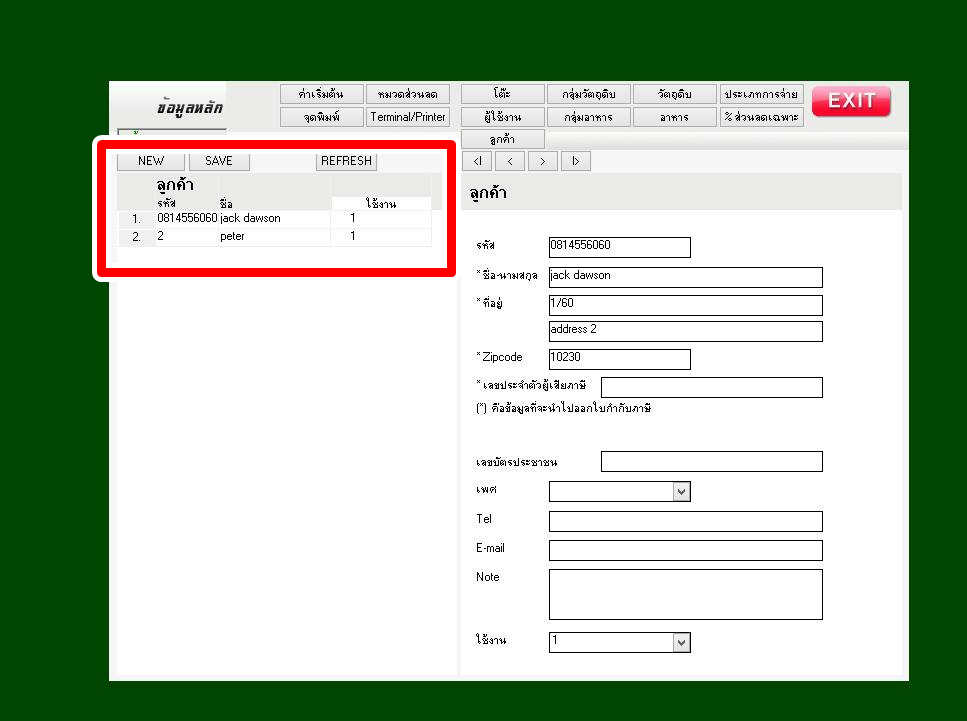 ข้อมูลหลัก
ค่าเริ่มต้น หมวดส่วนลด โต๊ะ กลุ่มวัตถุดิบ วัตถุดิบ ประเภทการจ่าย EXIT
จุดพิมพ์ Terminal/Printer ผู้ใช้งาน กลุ่มอาหาร อาหาร % ส่วนลดเฉพาะ
ลูกค้า
NEW SAVE REFRESH
ลูกค้า
รหัส ชื่อ ใช้งาน
1. 0814556060 jack dawson 1
2. 2 peter 1
<| < > |>
ลูกค้า
รหัส 0814556060
* ชื่อ-นามสกุล jack dawson
* ที่อยู่ 1/60
address 2
* Zipcode 10230
* เลขประจำตัวผู้เสียภาษี
(*) คือข้อมูลที่จะนำไปออกใบกำกับภาษี
เลขบัตรประชาชน
เพศ
Tel
E-mail
Note
ใช้งาน 1